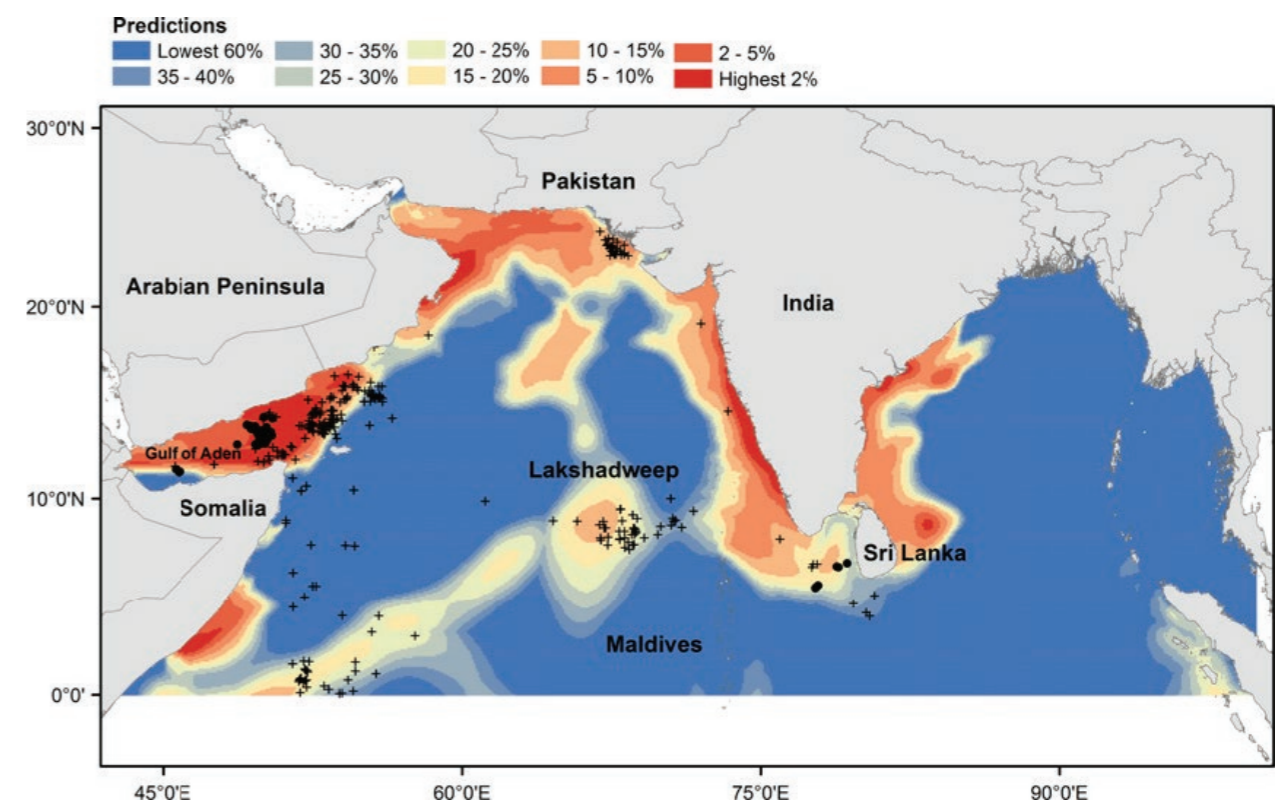 Predictions
Lowest 60% 30 - 35% 20 - 25% 10 - 15% 2 - 5%
35 - 40% 25 - 30% 15 - 20% 5 - 10% Highest 2%
30°0'N
Pakistan
Arabian Peninsula
India
20°0'N
Gulf of Aden
Lakshadweep
10°0'N
Somalia
Sri Lanka
Maldives
0°0'
45°0'E 60°0'E 75°0'E 90°0'E